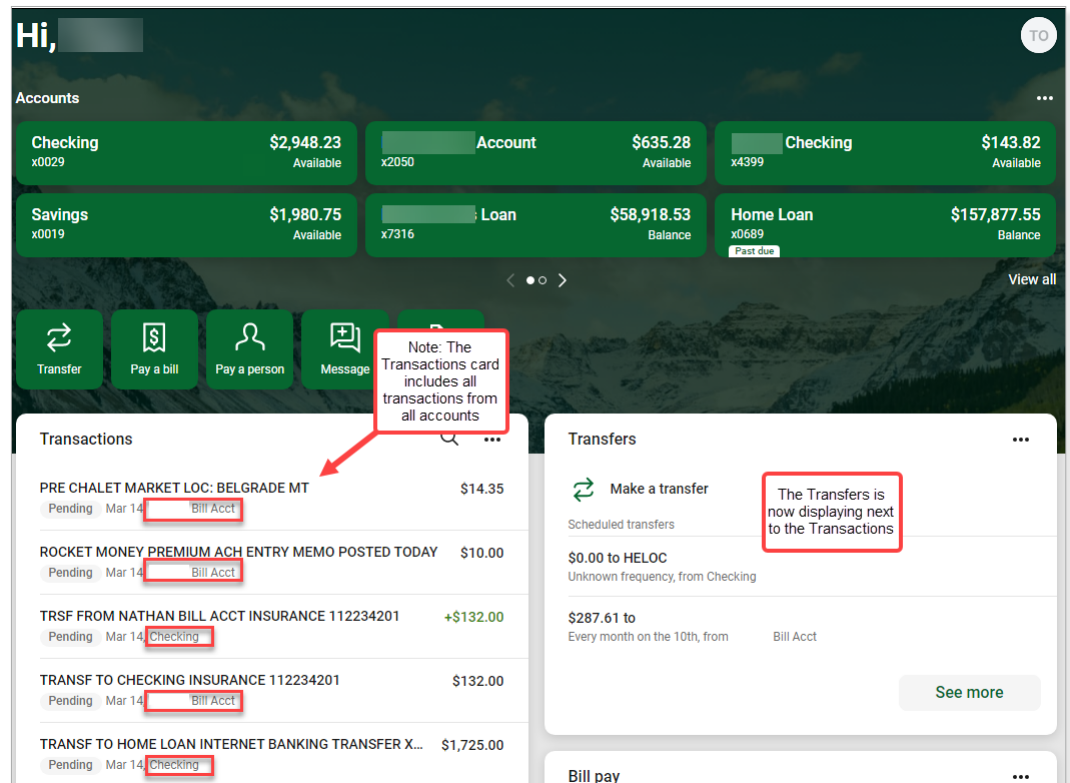 Hi,
TO
Accounts
Checking $2,948.23
x0029 Available
Account $635.28
x2050 Available
Checking $143.82
x4399 Available
Savings $1,980.75
x0019 Available
Loan $58,918.53
x7316 Balance
Home Loan $157,877.55
x0689 Balance
Past due
View all
Transfer
Pay a bill
Pay a person
Message
Note: The
Transactions card
includes all
transactions from
all accounts
Transactions
PRE CHALET MARKET LOC: BELGRADE MT $14.35
Pending Mar 14, Bill Acct
ROCKET MONEY PREMIUM ACH ENTRY MEMO POSTED TODAY $10.00
Pending Mar 14, Bill Acct
TRSF FROM NATHAN BILL ACCT INSURANCE 112234201 +$132.00
Pending Mar 14, Checking
TRANSF TO CHECKING INSURANCE 112234201 $132.00
Pending Mar 14, Bill Acct
TRANSF TO HOME LOAN INTERNET BANKING TRANSFER X... $1,725.00
Pending Mar 14, Checking
Transfers
Make a transfer
The Transfers is
now displaying next
to the Transactions
Scheduled transfers
$0.00 to HELOC
Unknown frequency, from Checking
$287.61 to
Every month on the 10th, from Bill Acct
See more
Bill pay